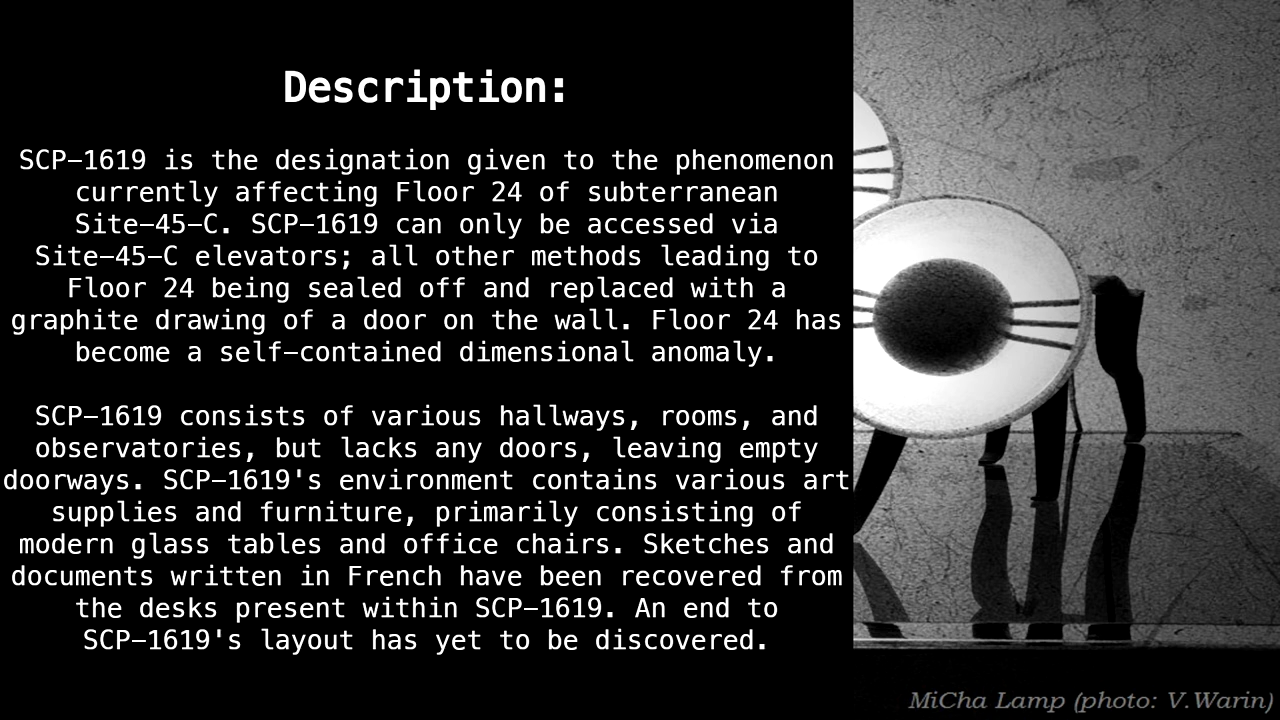 Description:
SCP-1619 is the designation given to the phenomenon
currently affecting Floor 24 of subterranean
Site-45-C. SCP-1619 can only be accessed via
Site-45-C elevators; all other methods leading to
Floor 24 being sealed off and replaced with a
graphite drawing of a door on the wall. Floor 24 has
become a self-contained dimensional anomaly.
SCP-1619 consists of various hallways, rooms, and
observatories, but lacks any doors, leaving empty
doorways. SCP-1619's environment contains various art
supplies and furniture, primarily consisting of
modern glass tables and office chairs. Sketches and
documents written in French have been recovered from
the desks present within SCP-1619. An end to
SCP-1619's layout has yet to be discovered.
MiCha Lamp (photo: V.Warin)